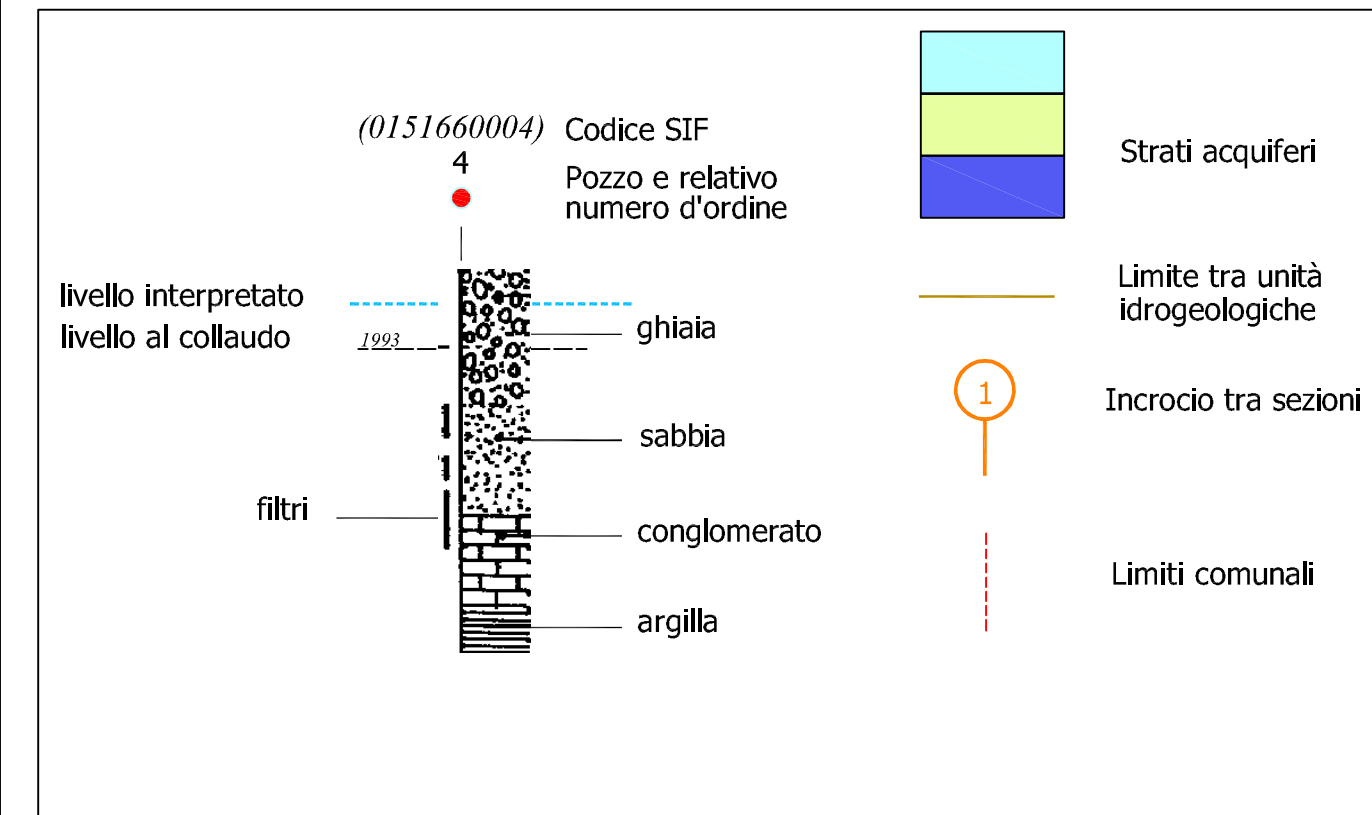 (0151660004) Codice SIF
4
Pozzo e relativo
numero d'ordine
livello interpretato
livello al collaudo
1993
ghiaia
sabbia
filtri
conglomerato
argilla
Strati acquiferi
Limite tra unità
idrogeologiche
1
Incrocio tra sezioni
Limiti comunali